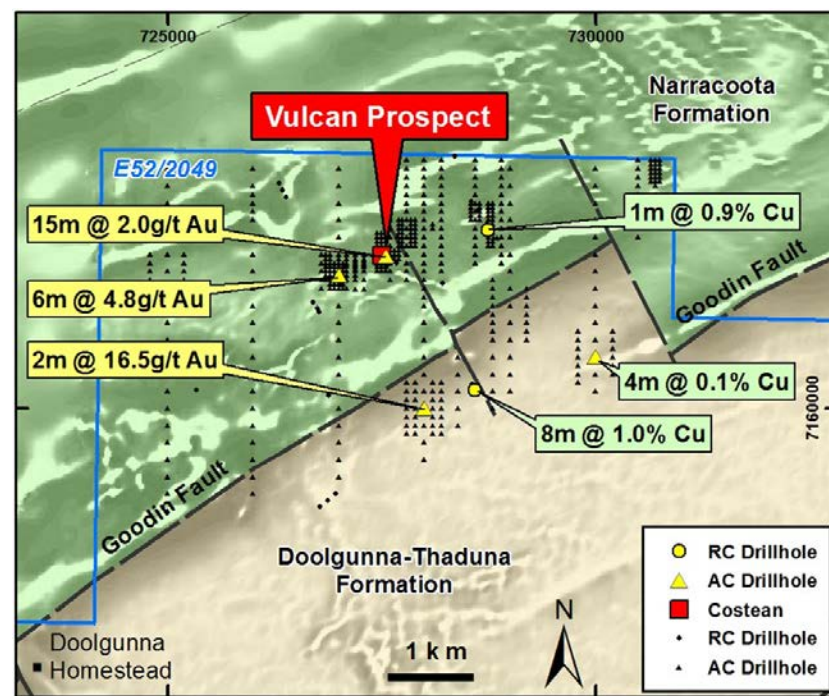 725000
730000
Narracoota
Formation
Vulcan Prospect
E52/2049
15m @ 2.0g/t Au
1m @ 0.9% Cu
6m @ 4.8g/t Au
Goodin Fault
2m @ 16.5g/t Au
4m @ 0.1% Cu
7160000
8m @ 1.0% Cu
Goodin Fault
Doolgunna-Thaduna
Formation
RC Drillhole
AC Drillhole
Costean
RC Drillhole
AC Drillhole
N
1 km
Doolgunna
Homestead